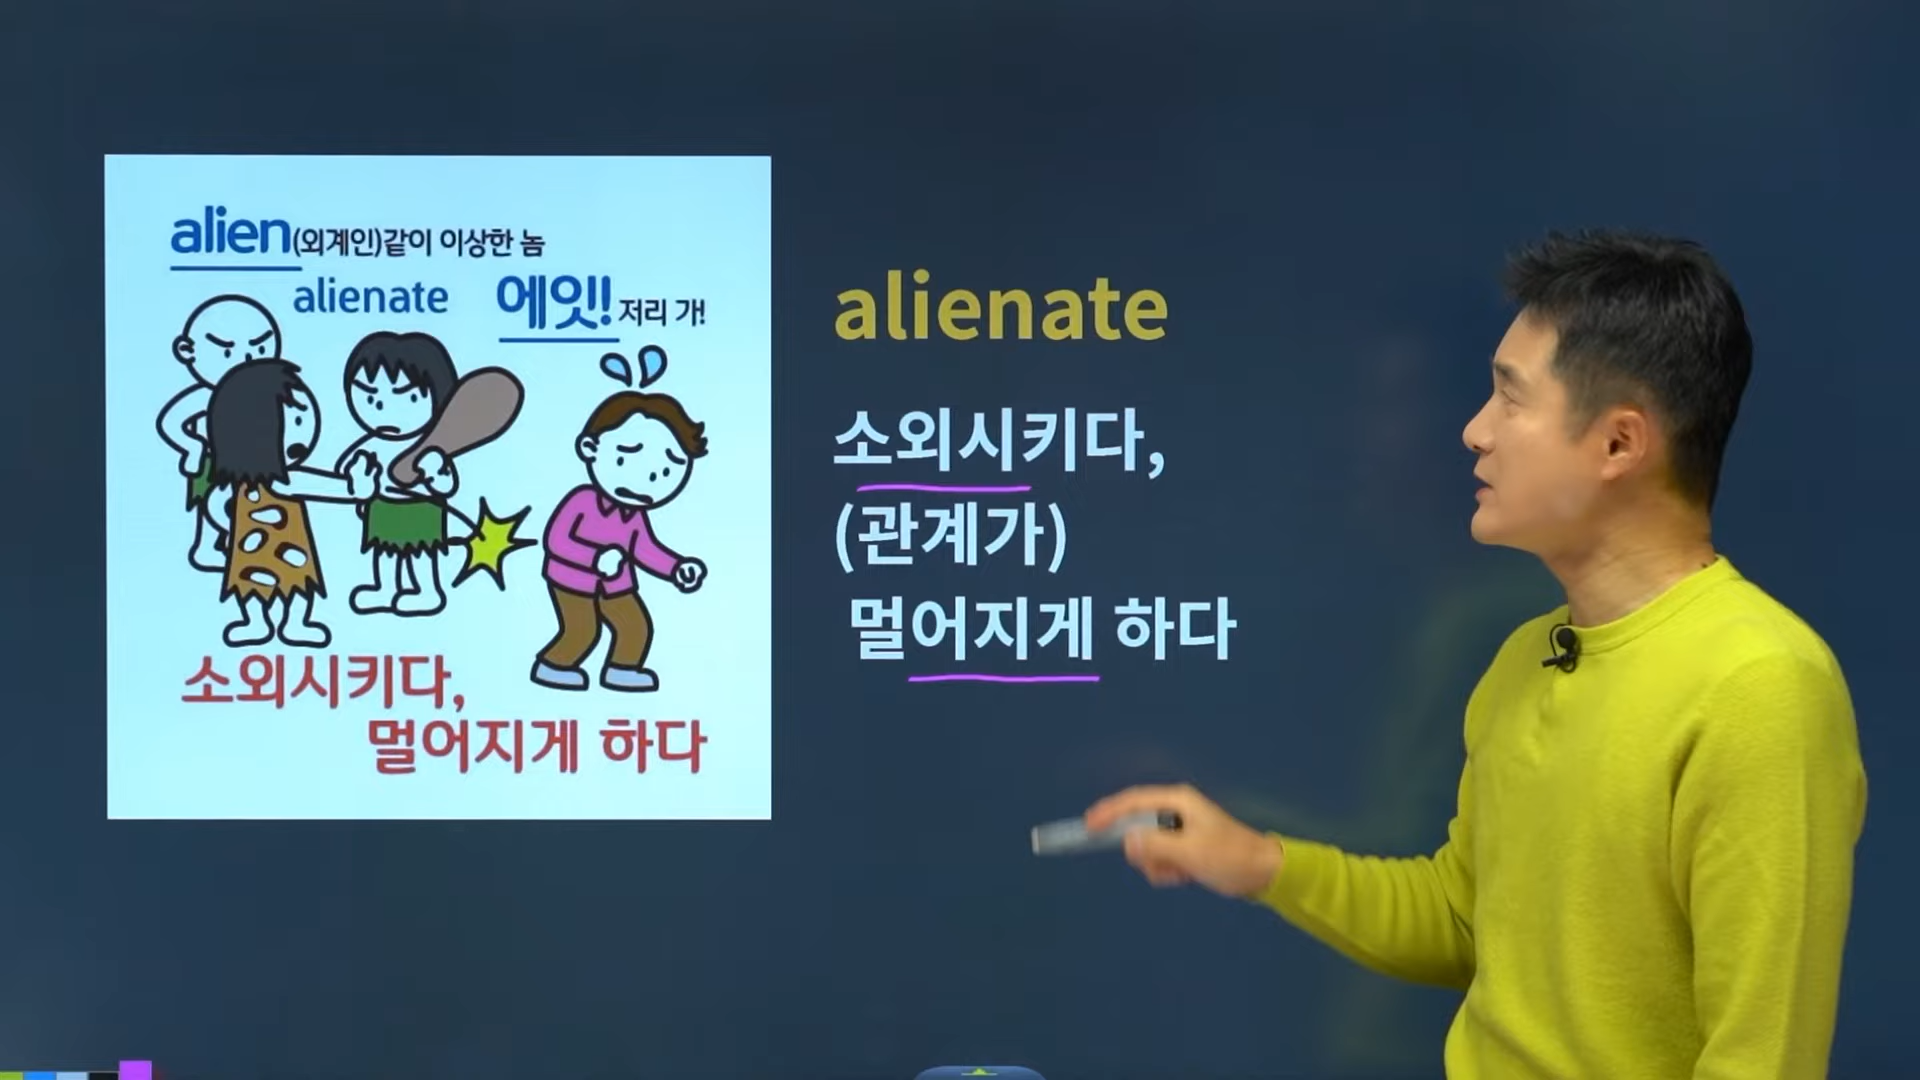 alien(외계인)같이 이상한 놈
alienate 에잇! 저리 개!
소외시키다,
멀어지게 하다
alienate
소외시키다,
(관계가)
멀어지게 하다